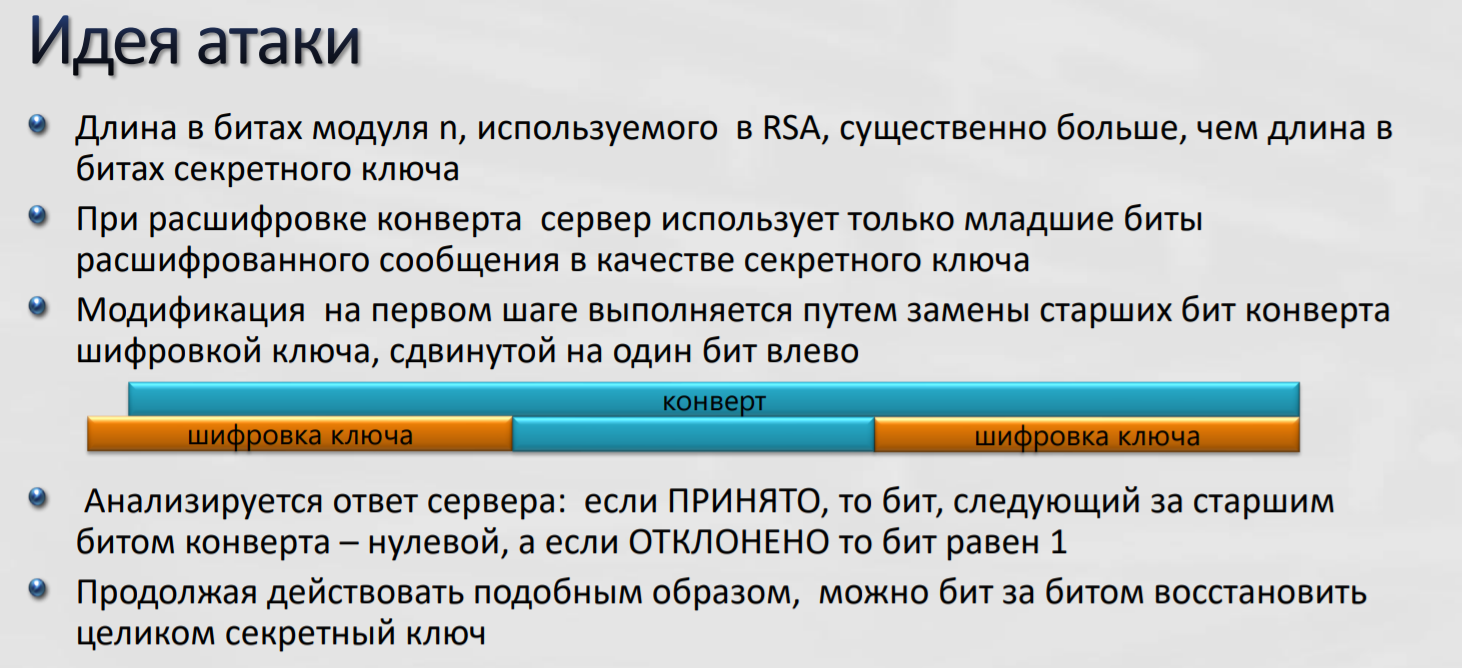 Идея атаки
Длина в битах модуля n, используемого в RSA, существенно больше, чем длина в
битах секретного ключа
При расшифровке конверта сервер использует только младшие биты
расшифрованного сообщения в качестве секретного ключа
Модификация на первом шаге выполняется путем замены старших бит конверта
шифровкой ключа, сдвинутой на один бит влево
конверт
шифровка ключа шифровка ключа
Анализируется ответ сервера: если ПРИНЯТО, то бит, следующий за старшим
битом конверта – нулевой, а если ОТКЛОНЕНО то бит равен 1
Продолжая действовать подобным образом, можно бит за битом восстановить
целиком секретный ключ